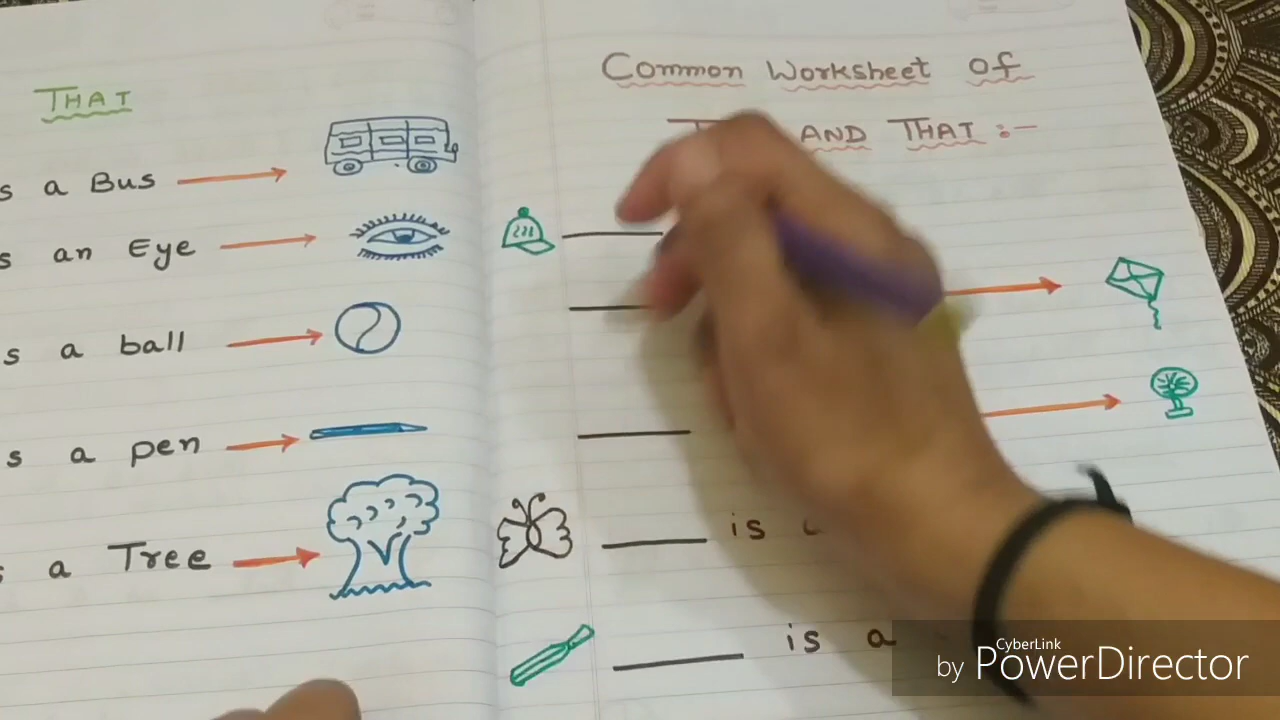 THAT
s a Bus
s an Eye
s a ball
s a pen
s a Tree
Common Worksheet of
AND THAT :-
is
is a
CyberLink
by PowerDirector